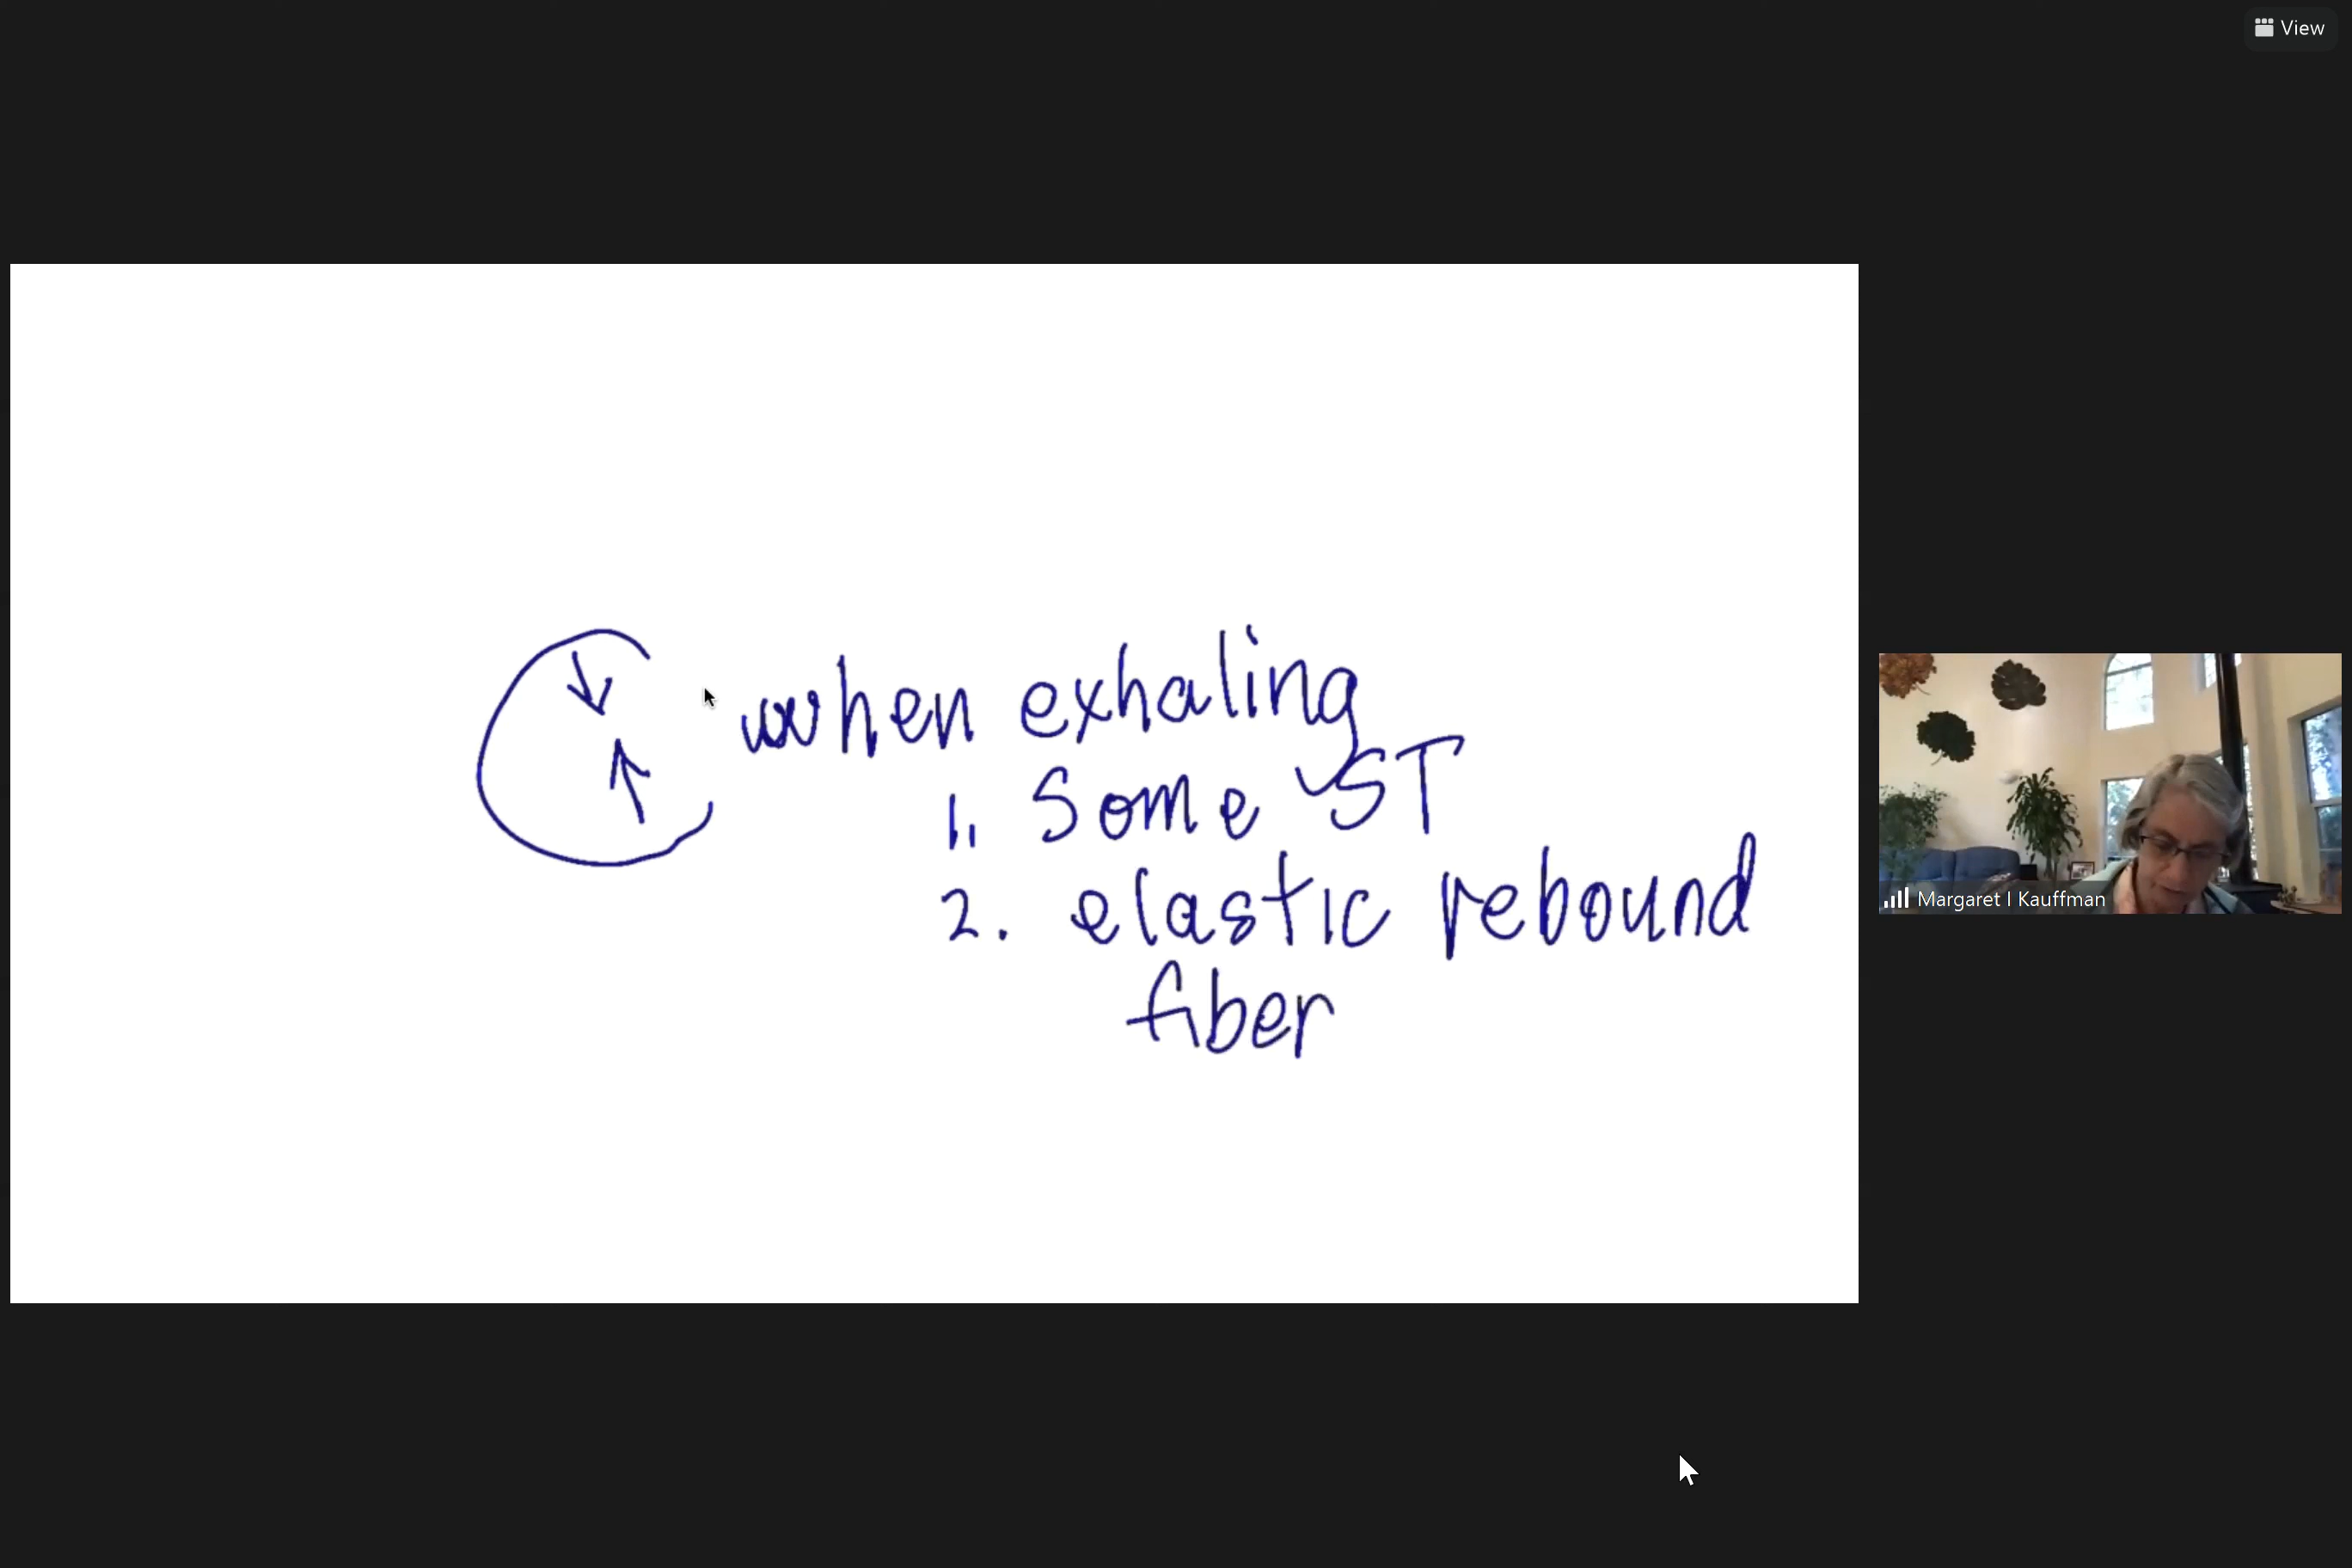 View
when exhaling
1. Some ST
2. elastic rebound
fiber
Margaret I Kauffman